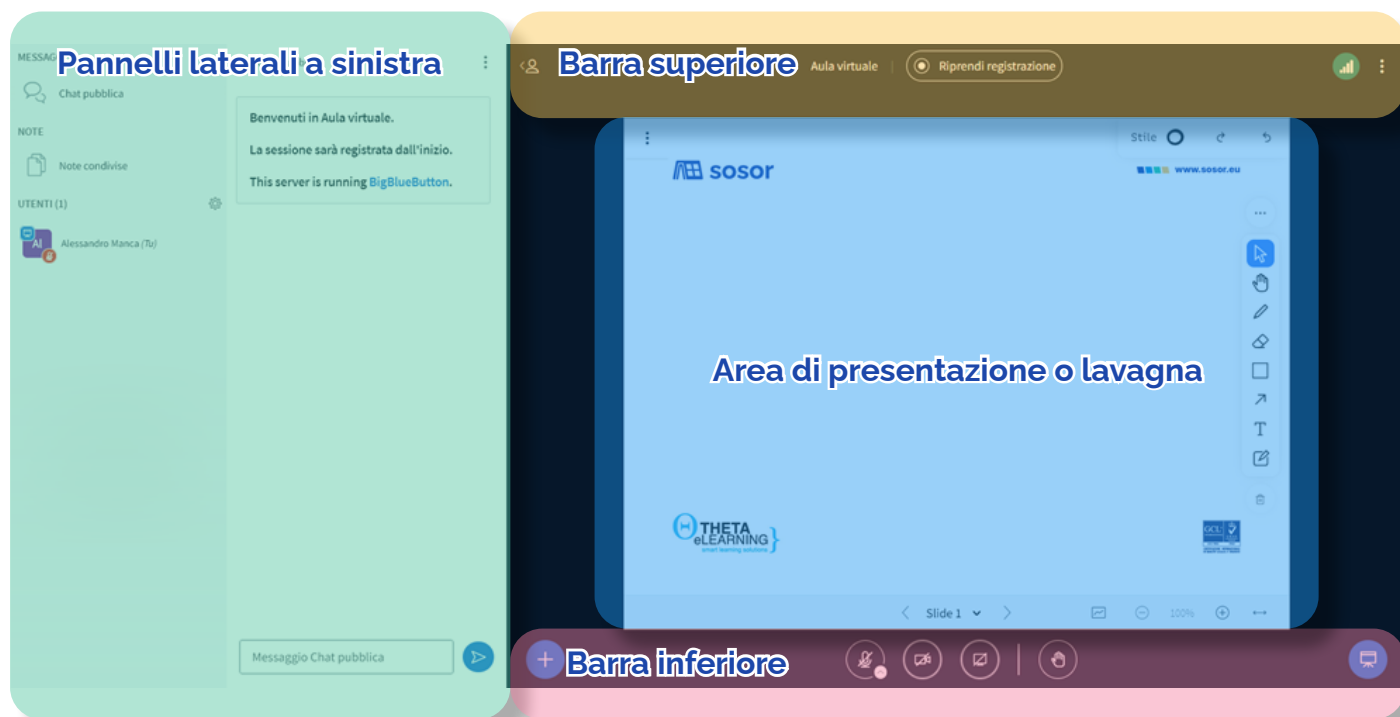 Pannelli laterali a sinistra
MESSAG
Chat pubblica
NOTE
Note condivise
UTENTI (1)
Al
Alessandro Manca (Tu)
Benvenuti in Aula virtuale.
La sessione sarà registrata dall'inizio.
This server is running BigBlueButton.
Messaggio Chat pubblica
Barra superiore
Aula virtuale
Riprendi registrazione
Stile
sosor
www.sosor.eu
Area di presentazione o lavagna
T
THETA
eLEARNING
smart learning solutions
Slide 1
100%
Barra inferiore